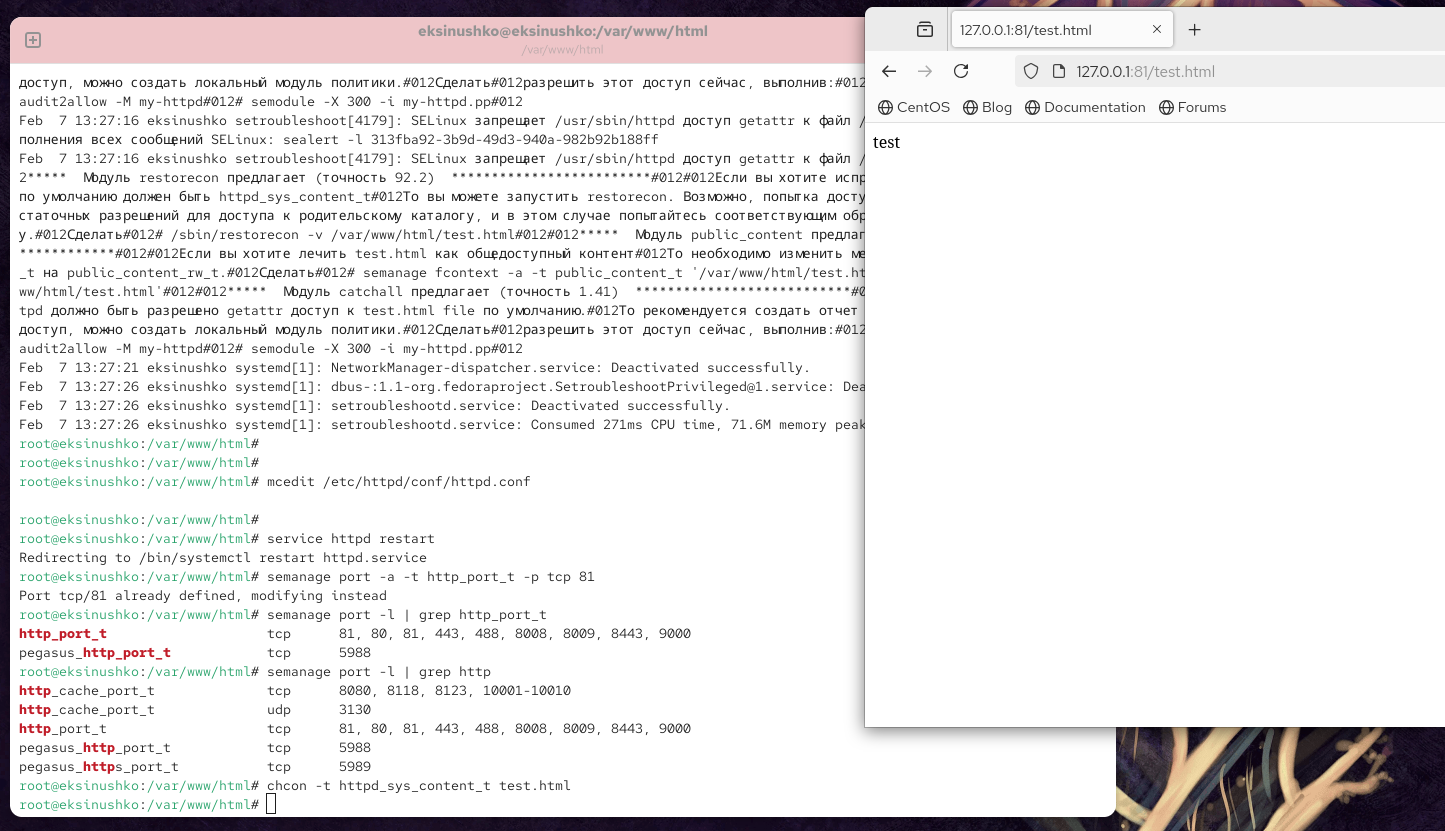 eksinushko@eksinushko:/var/www/html
/var/www/html
доступ, можно создать локальный модуль политики.#012Сделать#012разрешить этот доступ сейчас, выполнив:#012
audit2allow -M my-httpd#012# semodule -X 300 -i my-httpd.pp#012
Feb  7 13:27:16 eksinushko setroubleshoot[4179]: SELinux запрещает /usr/sbin/httpd доступ getattr к файл /
полнения всех сообщений SELinux: sealert -l 313fba92-3b9d-49d3-940a-982b92b188ff
Feb  7 13:27:16 eksinushko setroubleshoot[4179]: SELinux запрещает /usr/sbin/httpd доступ getattr к файл /
2*****  Модуль restorecon предлагает (точность 92.2)  *************************#012#012Если вы хотите испр
по умолчанию должен быть httpd_sys_content_t#012То вы можете запустить restorecon. Возможно, попытка досту
статочных разрешений для доступа к родительскому каталогу, и в этом случае попытайтесь соответствующим обр
у.#012Сделать#012# /sbin/restorecon -v /var/www/html/test.html#012#012*****  Модуль public_content предлаг
************#012#012Если вы хотите лечить test.html как общедоступный контент#012То необходимо изменить ме
_t на public_content_rw_t.#012Сделать#012# semanage fcontext -a -t public_content_t '/var/www/html/test.ht
ww/html/test.html'#012#012*****  Модуль catchall предлагает (точность 1.41)  ***************************#0
tpd должно быть разрешено getattr доступ к test.html file по умолчанию.#012То рекомендуется создать отчет
доступ, можно создать локальный модуль политики.#012Сделать#012разрешить этот доступ сейчас, выполнив:#012
audit2allow -M my-httpd#012# semodule -X 300 -i my-httpd.pp#012
Feb  7 13:27:21 eksinushko systemd[1]: NetworkManager-dispatcher.service: Deactivated successfully.
Feb  7 13:27:26 eksinushko systemd[1]: dbus-:1.1-org.fedoraproject.SetroubleshootPrivileged@1.service: Dea
Feb  7 13:27:26 eksinushko systemd[1]: setroubleshootd.service: Deactivated successfully.
Feb  7 13:27:26 eksinushko systemd[1]: setroubleshootd.service: Consumed 271ms CPU time, 71.6M memory peak
root@eksinushko:/var/www/html#
root@eksinushko:/var/www/html#
root@eksinushko:/var/www/html# mcedit /etc/httpd/conf/httpd.conf
root@eksinushko:/var/www/html#
root@eksinushko:/var/www/html# service httpd restart
Redirecting to /bin/systemctl restart httpd.service
root@eksinushko:/var/www/html# semanage port -a -t http_port_t -p tcp 81
Port tcp/81 already defined, modifying instead
root@eksinushko:/var/www/html# semanage port -l | grep http_port_t
http_port_t                    tcp      81, 80, 81, 443, 488, 8008, 8009, 8443, 9000
pegasus_http_port_t            tcp      5988
root@eksinushko:/var/www/html# semanage port -l | grep http
http_cache_port_t              tcp      8080, 8118, 8123, 10001-10010
http_cache_port_t              udp      3130
http_port_t                    tcp      81, 80, 81, 443, 488, 8008, 8009, 8443, 9000
pegasus_http_port_t            tcp      5988
pegasus_https_port_t           tcp      5989
root@eksinushko:/var/www/html# chcon -t httpd_sys_content_t test.html
root@eksinushko:/var/www/html#
127.0.0.1:81/test.html
127.0.0.1:81/test.html
CentOS Blog Documentation Forums
test